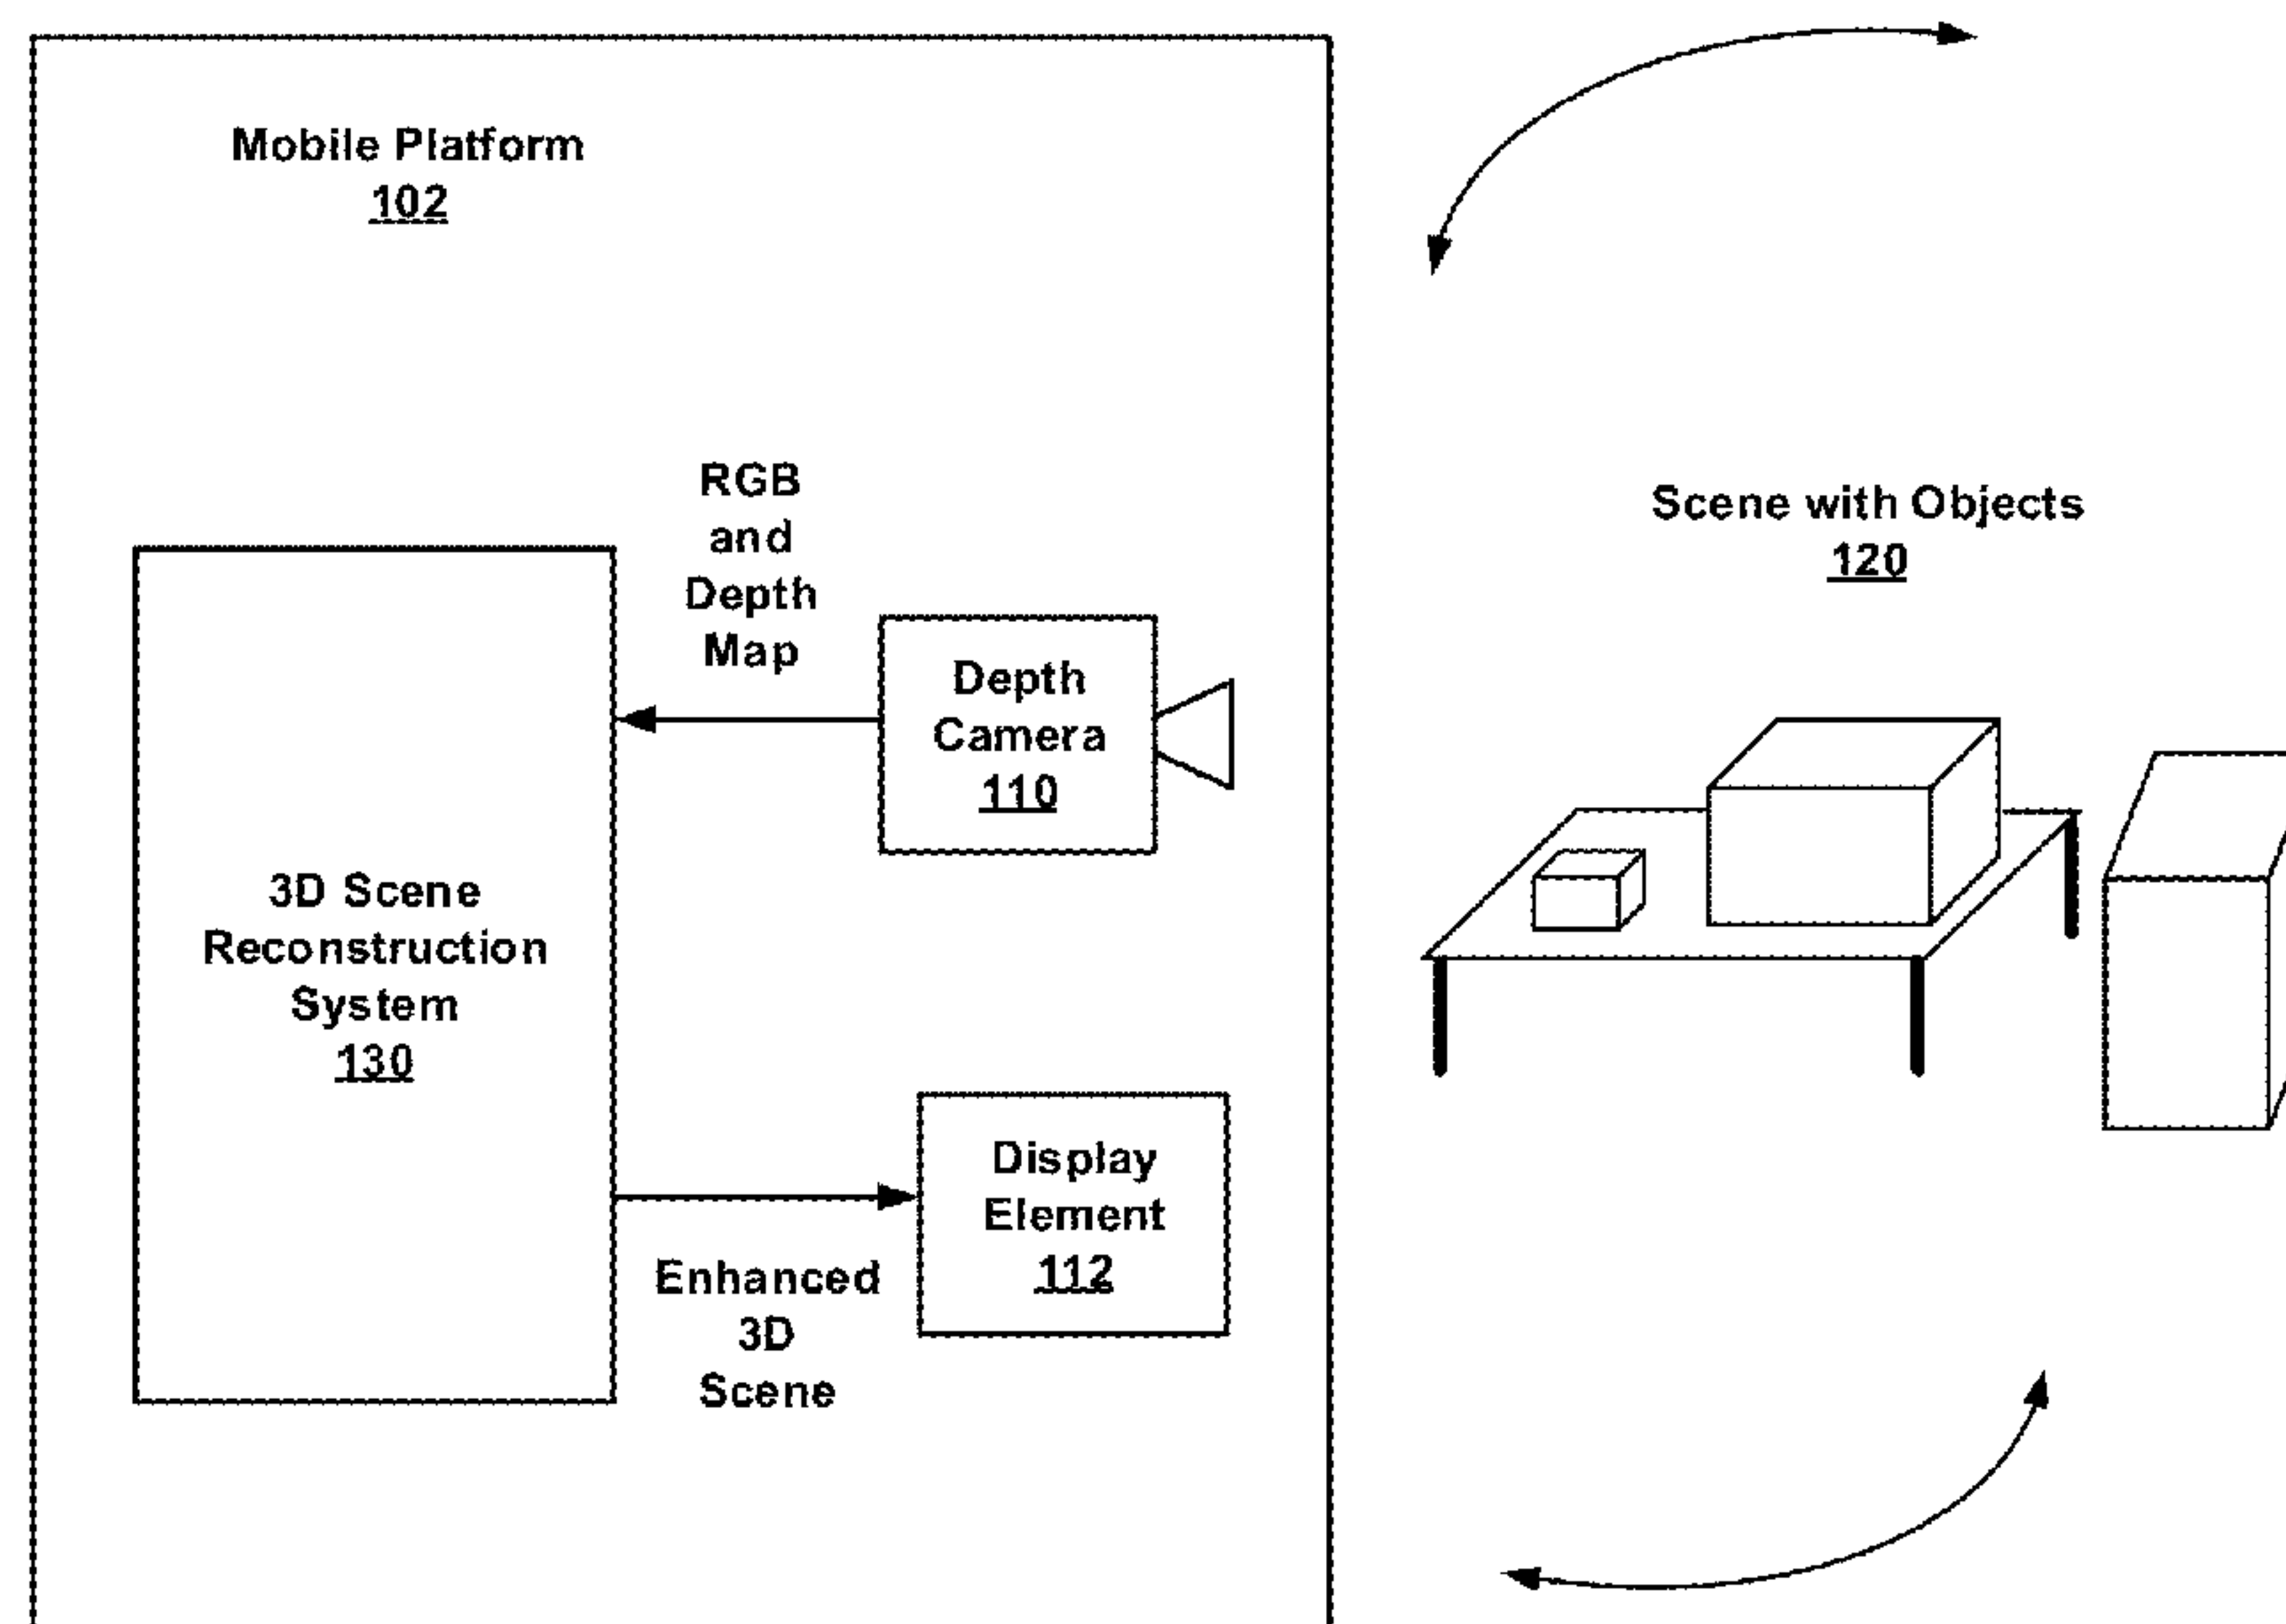 Mobile Platform
102
RGB
and
Depth
Map
Depth
Camera
110
3D Scene
Reconstruction
System
130
Display
Element
112
Enhanced
3D
Scene
Scene with Objects
120